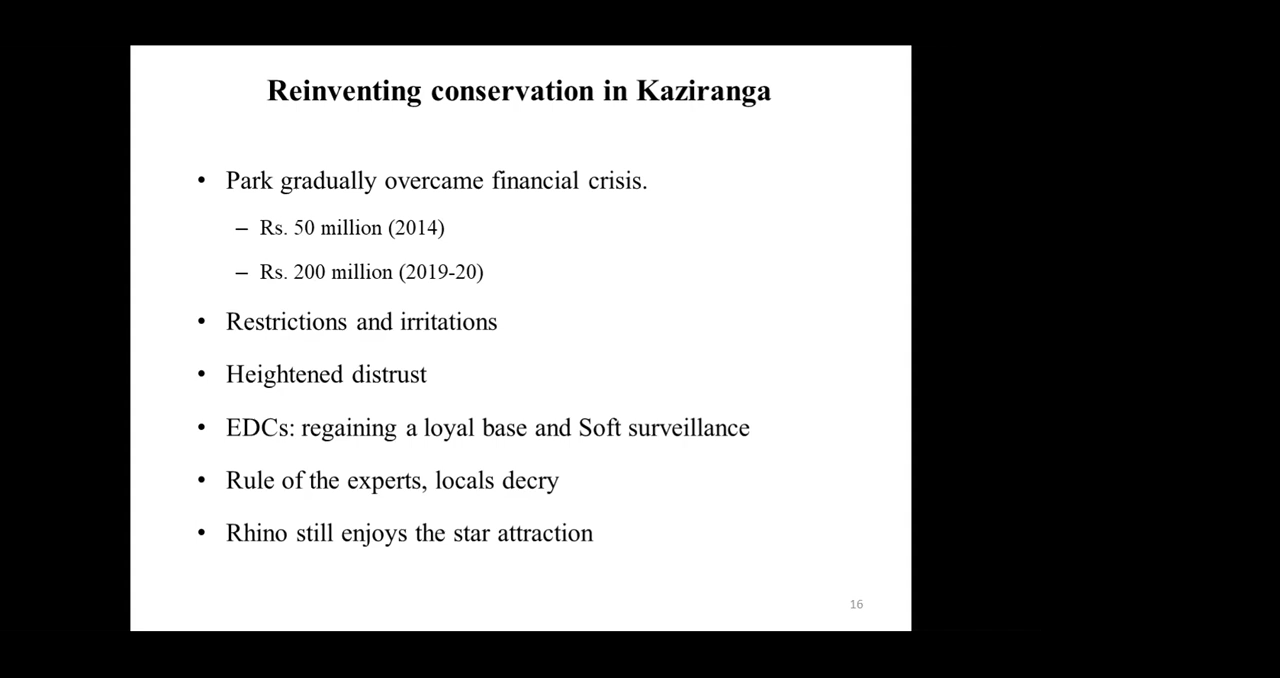 Reinventing conservation in Kaziranga
• Park gradually overcame financial crisis.
– Rs. 50 million (2014)
– Rs. 200 million (2019-20)
• Restrictions and irritations
• Heightened distrust
• EDCs: regaining a loyal base and Soft surveillance
• Rule of the experts, locals decry
• Rhino still enjoys the star attraction
16